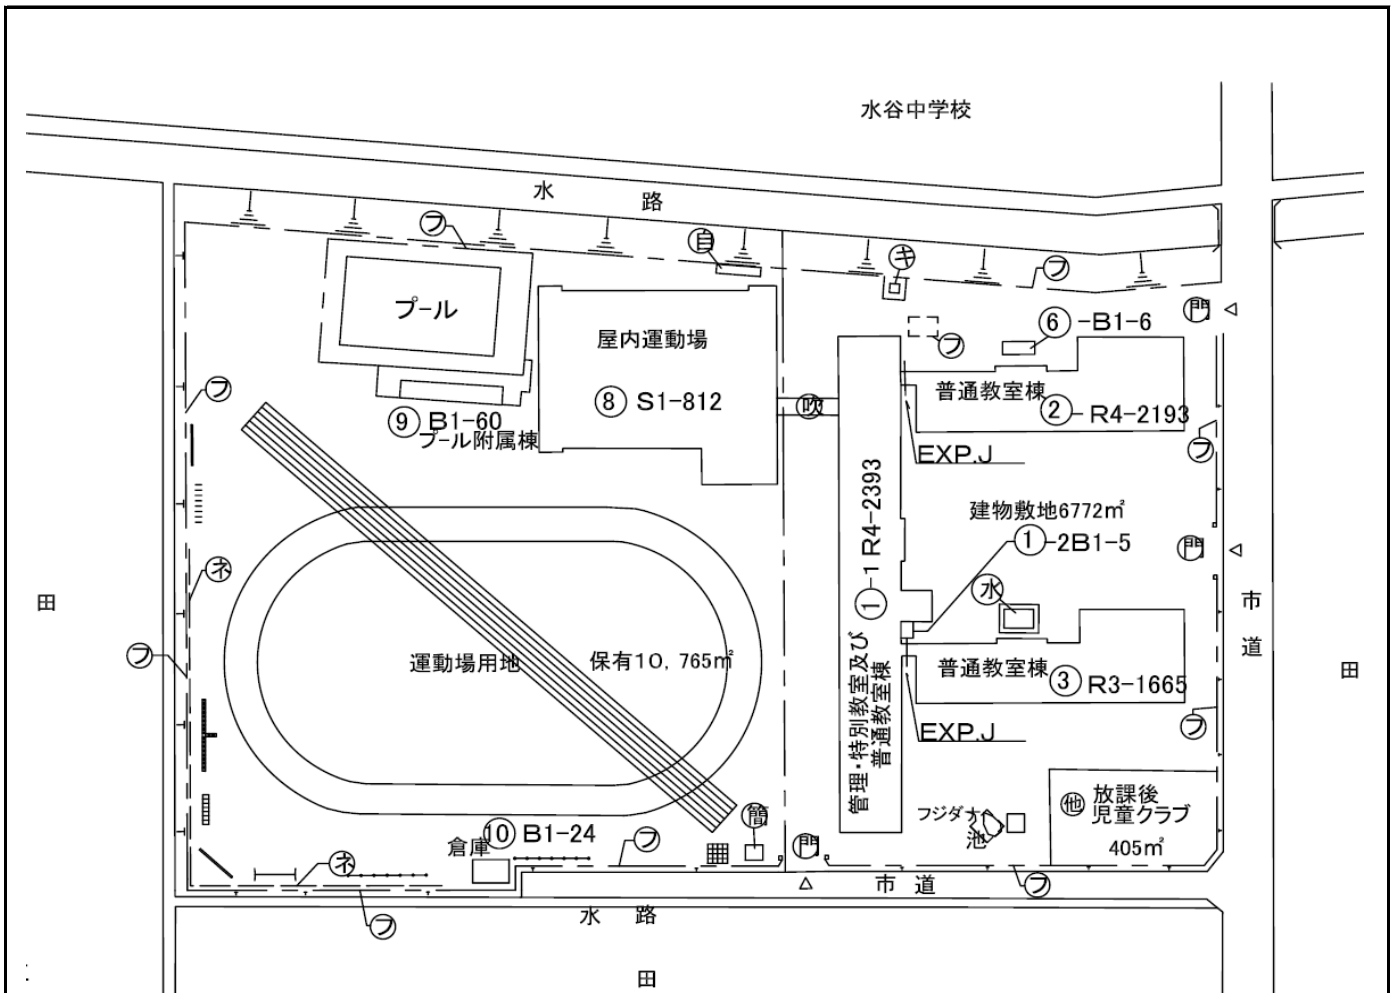 水谷中学校
水 路
フ
自
キ
フ
門
プール
屋内運動場
⑥ -B1-6
フ
フ
普通教室棟
⑧ S1-812
吹
② - R4-2193
⑨ B1-60
プール附属棟
フ
EXP.J
建物敷地6772㎡
①-1 R4-2393
管理・特別教室及び
普通教室棟
①-2B1-5
門
ネ
水
市道
田
フ
運動場用地 保有10,765㎡
普通教室棟
③ R3-1665
田
フ
EXP.J
他 放課後
児童クラブ
405㎡
フジダナ
池
簡
⑩ B1-24
倉庫
フ
門
ネ
市 道
フ
フ
水 路
田